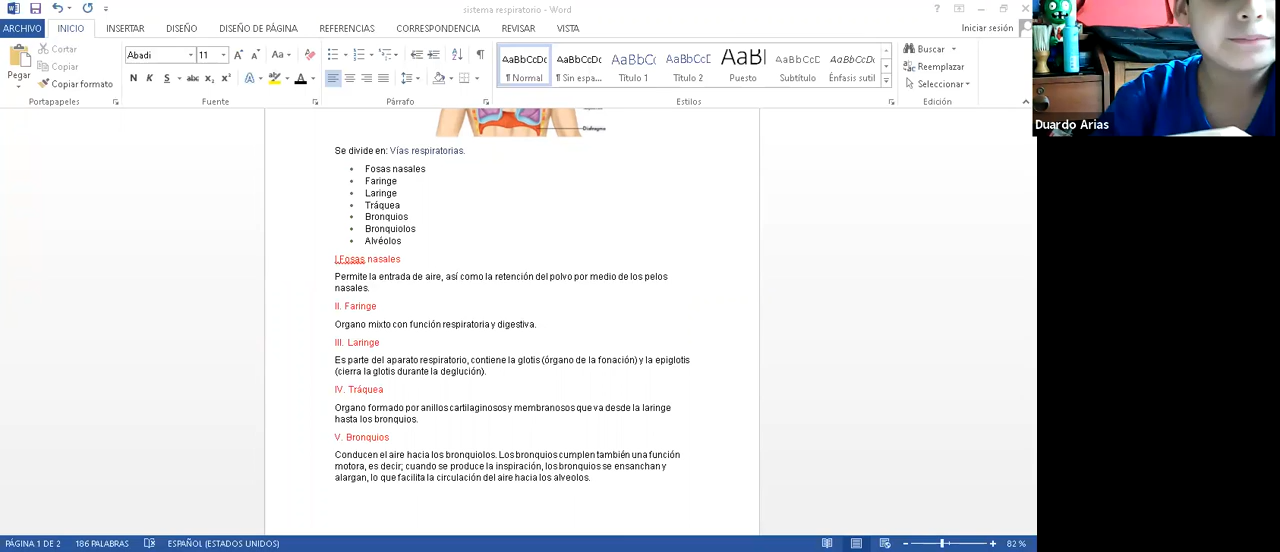 sistema respiratorio - Word
ARCHIVO INICIO INSERTAR DISEÑO DISEÑO DE PÁGINA REFERENCIAS CORRESPONDENCIA REVISAR VISTA Iniciar sesión
Pegar
Cortar
Copiar
Copiar formato
Portapapeles
Abadi 11
Aa
N K S abc x₂ x²
Fuente
Párrafo
AaBbCcDc AaBbCcDc AaBbCc AaBbCcD AaBl AaBbCcD AaBbCcDc
¶ Normal ¶ Sin espa... Título 1 Título 2 Puesto Subtítulo Énfasis sutil
Estilos
Buscar
Reemplazar
Seleccionar
Edición
Duardo Arias
Diafragma
Se divide en: Vías respiratorias.
• Fosas nasales
• Faringe
• Laringe
• Tráquea
• Bronquios
• Bronquiolos
• Alvéolos
I.Fosas nasales
Permite la entrada de aire, así como la retención del polvo por medio de los pelos
nasales.
II. Faringe
Organo mixto con función respiratoria y digestiva.
III. Laringe
Es parte del aparato respiratorio, contiene la glotis (órgano de la fonación) y la epiglotis
(cierra la glotis durante la deglución).
IV. Tráquea
Organo formado por anillos cartilaginosos y membranosos que va desde la laringe
hasta los bronquios.
V. Bronquios
Conducen el aire hacia los bronquiolos. Los bronquios cumplen también una función
motora, es decir; cuando se produce la inspiración, los bronquios se ensanchan y
alargan, lo que facilita la circulación del aire hacia los alveolos.
PÁGINA 1 DE 2 186 PALABRAS ESPAÑOL (ESTADOS UNIDOS) 82 %